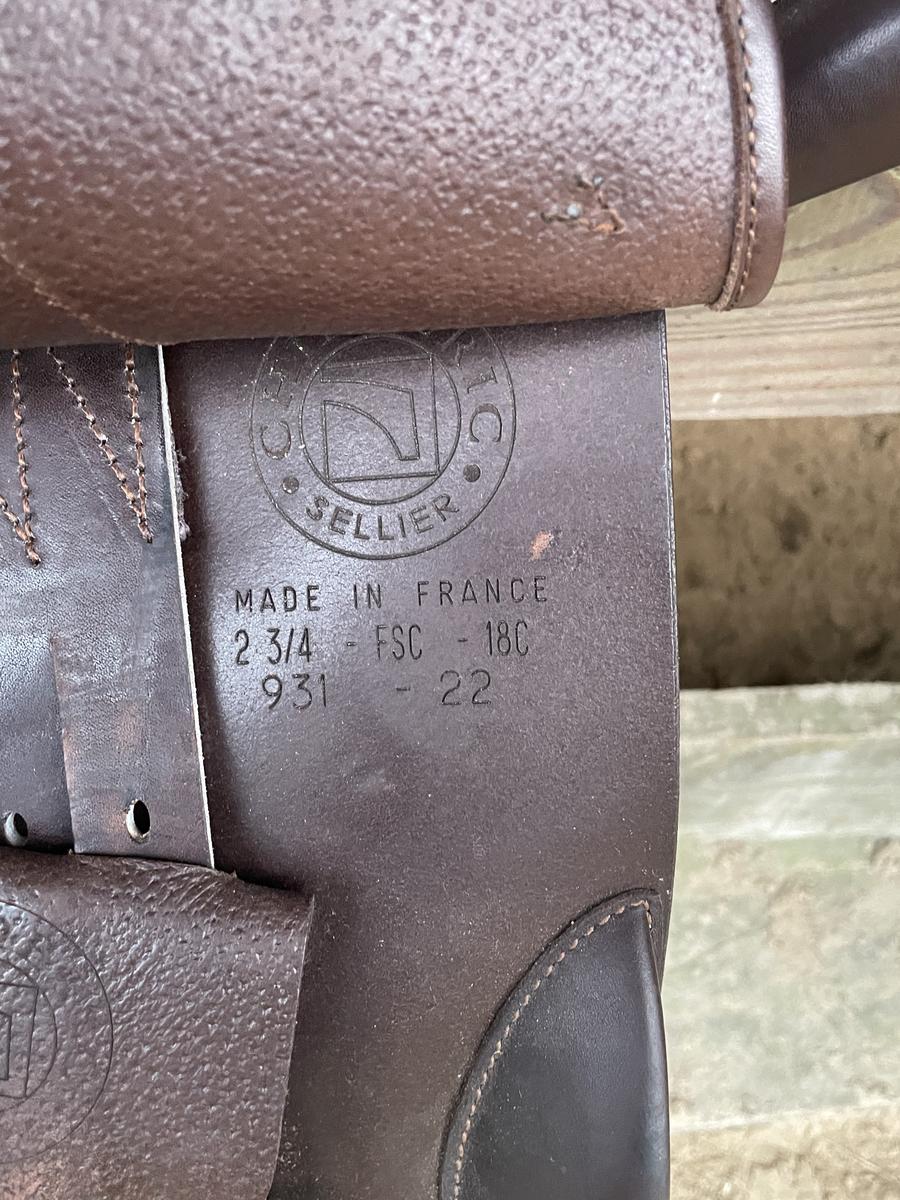 SELLIER
MADE IN FRANCE
2 3/4 - FSC - 18C
931 - 22